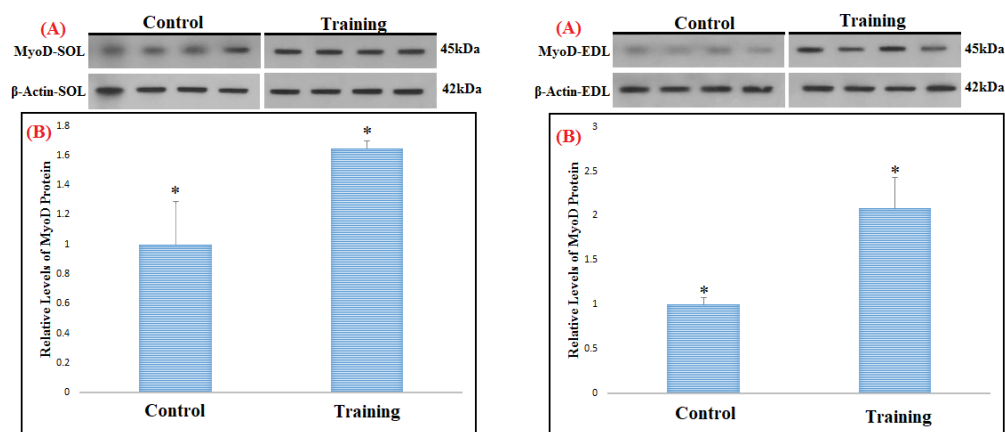 (A) Control Training
MyoD-SOL 45kDa
β-Actin-SOL 42kDa
(B)
Relative Levels of MyoD Protein
1.8
1.6
1.4
1.2
1
0.8
0.6
0.4
0.2
0
* *
Control Training
(A) Control Training
MyoD-EDL 45kDa
β-Actin-EDL 42kDa
(B)
Relative Levels of MyoD Protein
3
2.5
2
1.5
1
0.5
0
* *
Control Training